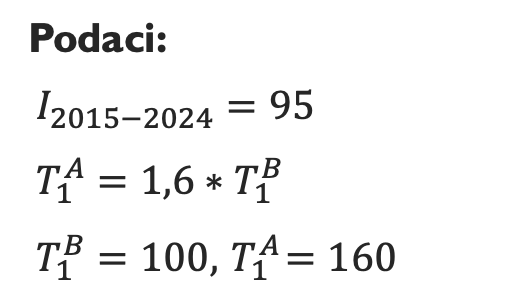 Podaci:
I₂₀₁₅₋₂₀₂₄ = 95
T₁ᴬ = 1,6 * T₁ᴮ
T₁ᴮ = 100, T₁ᴬ = 160